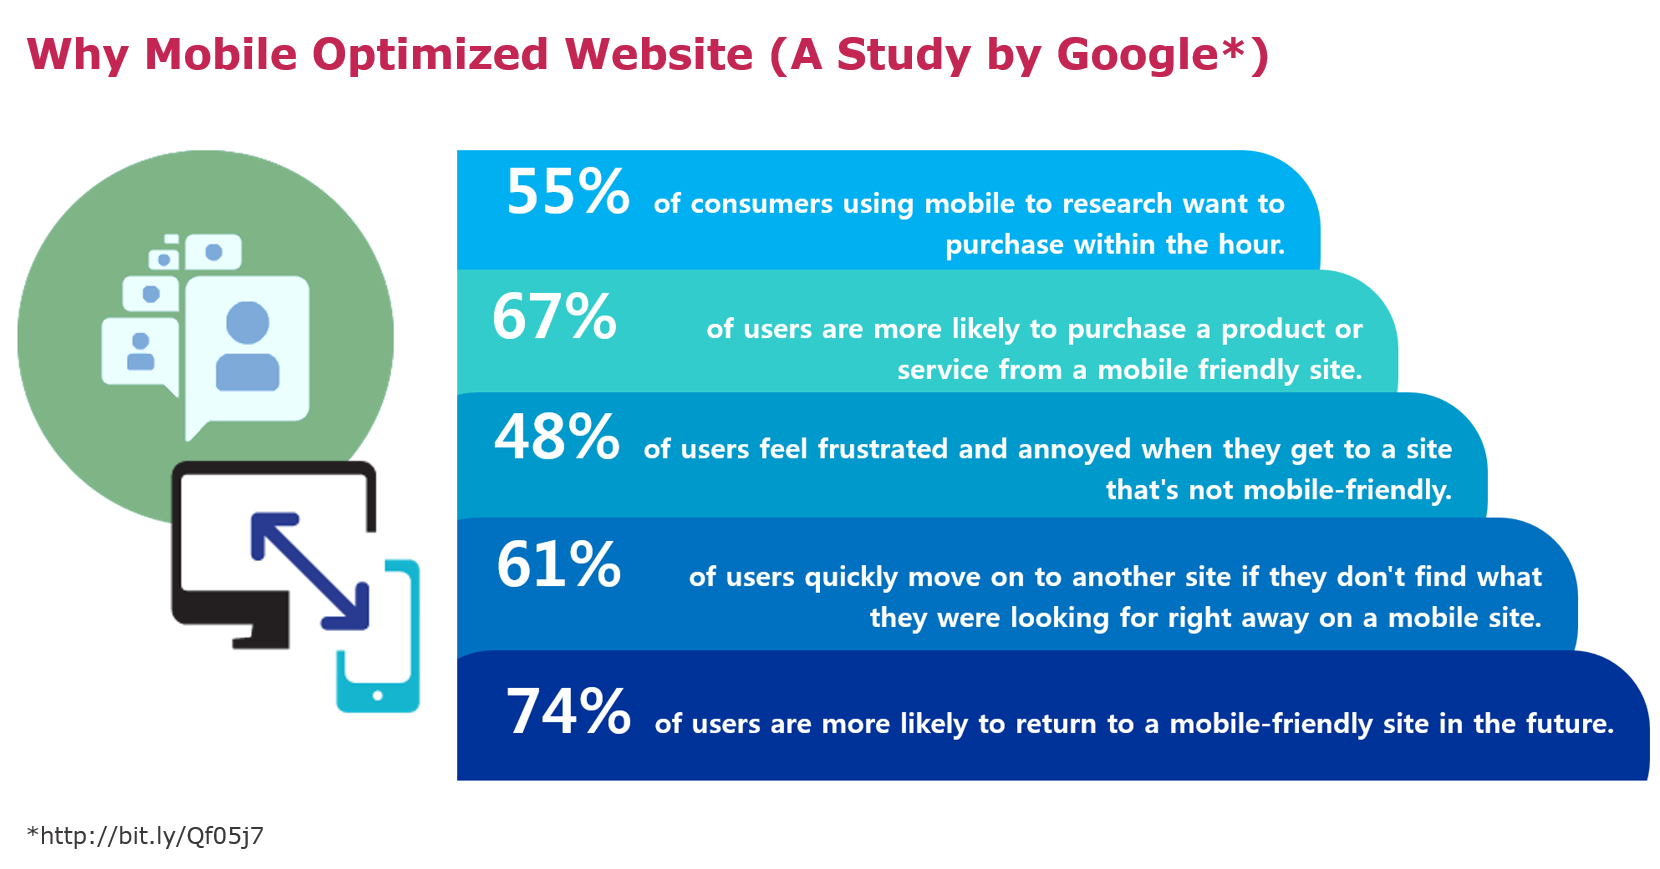 Why Mobile Optimized Website (A Study by Google*)
55% of consumers using mobile to research want to
purchase within the hour.
67% of users are more likely to purchase a product or
service from a mobile friendly site.
48% of users feel frustrated and annoyed when they get to a site
that's not mobile-friendly.
61% of users quickly move on to another site if they don't find what
they were looking for right away on a mobile site.
74% of users are more likely to return to a mobile-friendly site in the future.
*http://bit.ly/Qf05j7